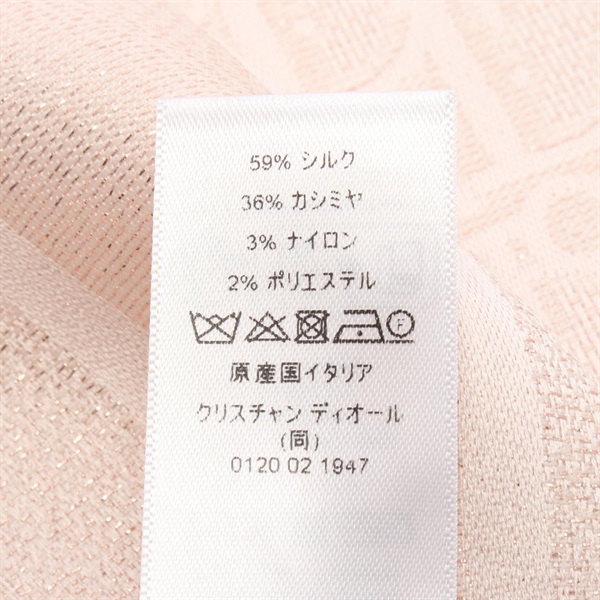 59% シルク
36% カシミヤ
3% ナイロン
2% ポリエステル
F
原産国イタリア
クリスチャン ディオール
(同)
0120 02 1947